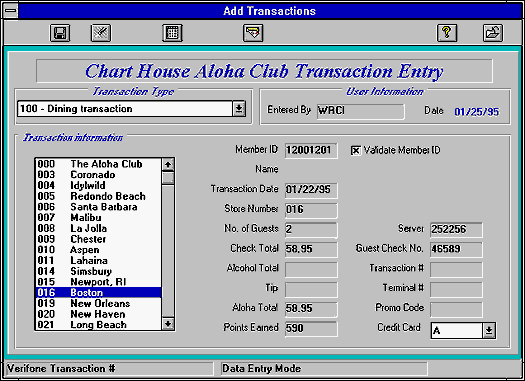 Add Transactions
?
Chart House Aloha Club Transaction Entry
Transaction Type
100 - Dining transaction
User Information
Entered By WRCI Date 01/25/95
Transaction information
000 The Aloha Club
003 Coronado
004 Idylwild
005 Redondo Beach
006 Santa Barbara
007 Malibu
008 La Jolla
009 Chester
010 Aspen
011 Lahaina
014 Simsbury
015 Newport, RI
016 Boston
019 New Orleans
020 New Haven
021 Long Beach
Member ID 12001201 Validate Member ID
Name
Transaction Date 01/22/95
Store Number 016
No. of Guests 2 Server 252256
Check Total 58.95 Guest Check No. 46589
Alcohol Total Transaction #
Tip Terminal #
Aloha Total 58.95 Promo Code
Points Earned 590 Credit Card A
Verifone Transaction # Data Entry Mode